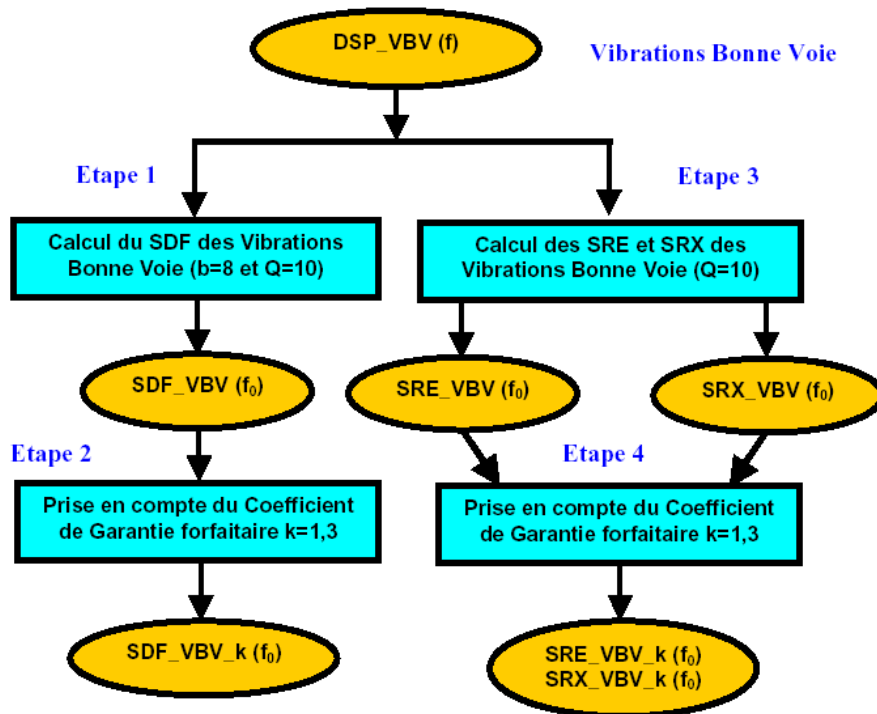 DSP_VBV (f)
Vibrations Bonne Voie
Etape 1
Etape 3
Calcul du SDF des Vibrations
Bonne Voie (b=8 et Q=10)
Calcul des SRE et SRX des
Vibrations Bonne Voie (Q=10)
SDF_VBV (f₀)
SRE_VBV (f₀)
SRX_VBV (f₀)
Etape 2
Etape 4
Prise en compte du Coefficient
de Garantie forfaitaire k=1,3
Prise en compte du Coefficient
de Garantie forfaitaire k=1,3
SDF_VBV_k (f₀)
SRE_VBV_k (f₀)
SRX_VBV_k (f₀)